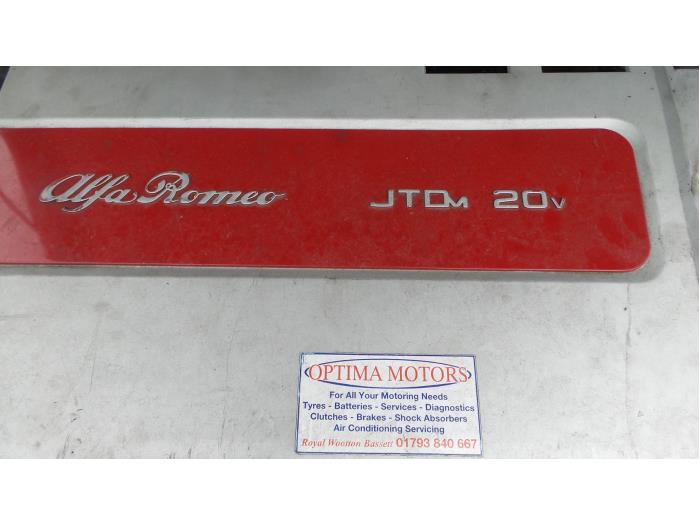 Alfa Romeo
JTDM 20V
OPTIMA MOTORS
For All Your Motoring Needs
Tyres - Batteries - Services - Diagnostics
Clutches - Brakes - Shock Absorbers
Air Conditioning Servicing
Royal Wootton Bassett 01793 840 667